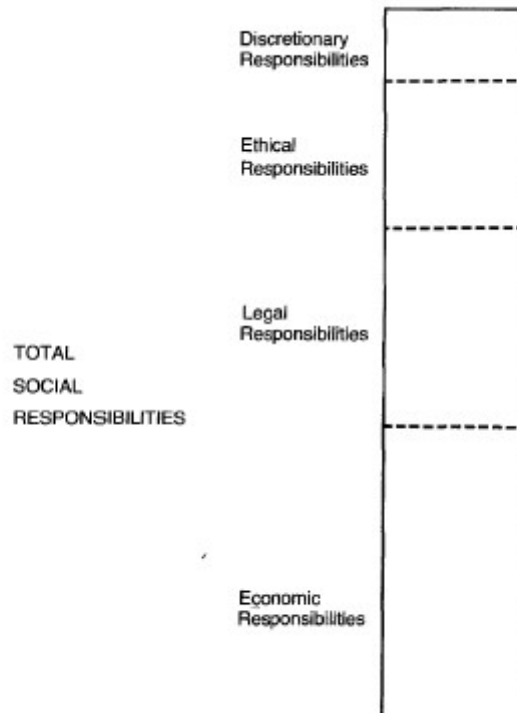 Discretionary
Responsibilities
Ethical
Responsibilities
Legal
Responsibilities
TOTAL
SOCIAL
RESPONSIBILITIES
Economic
Responsibilities